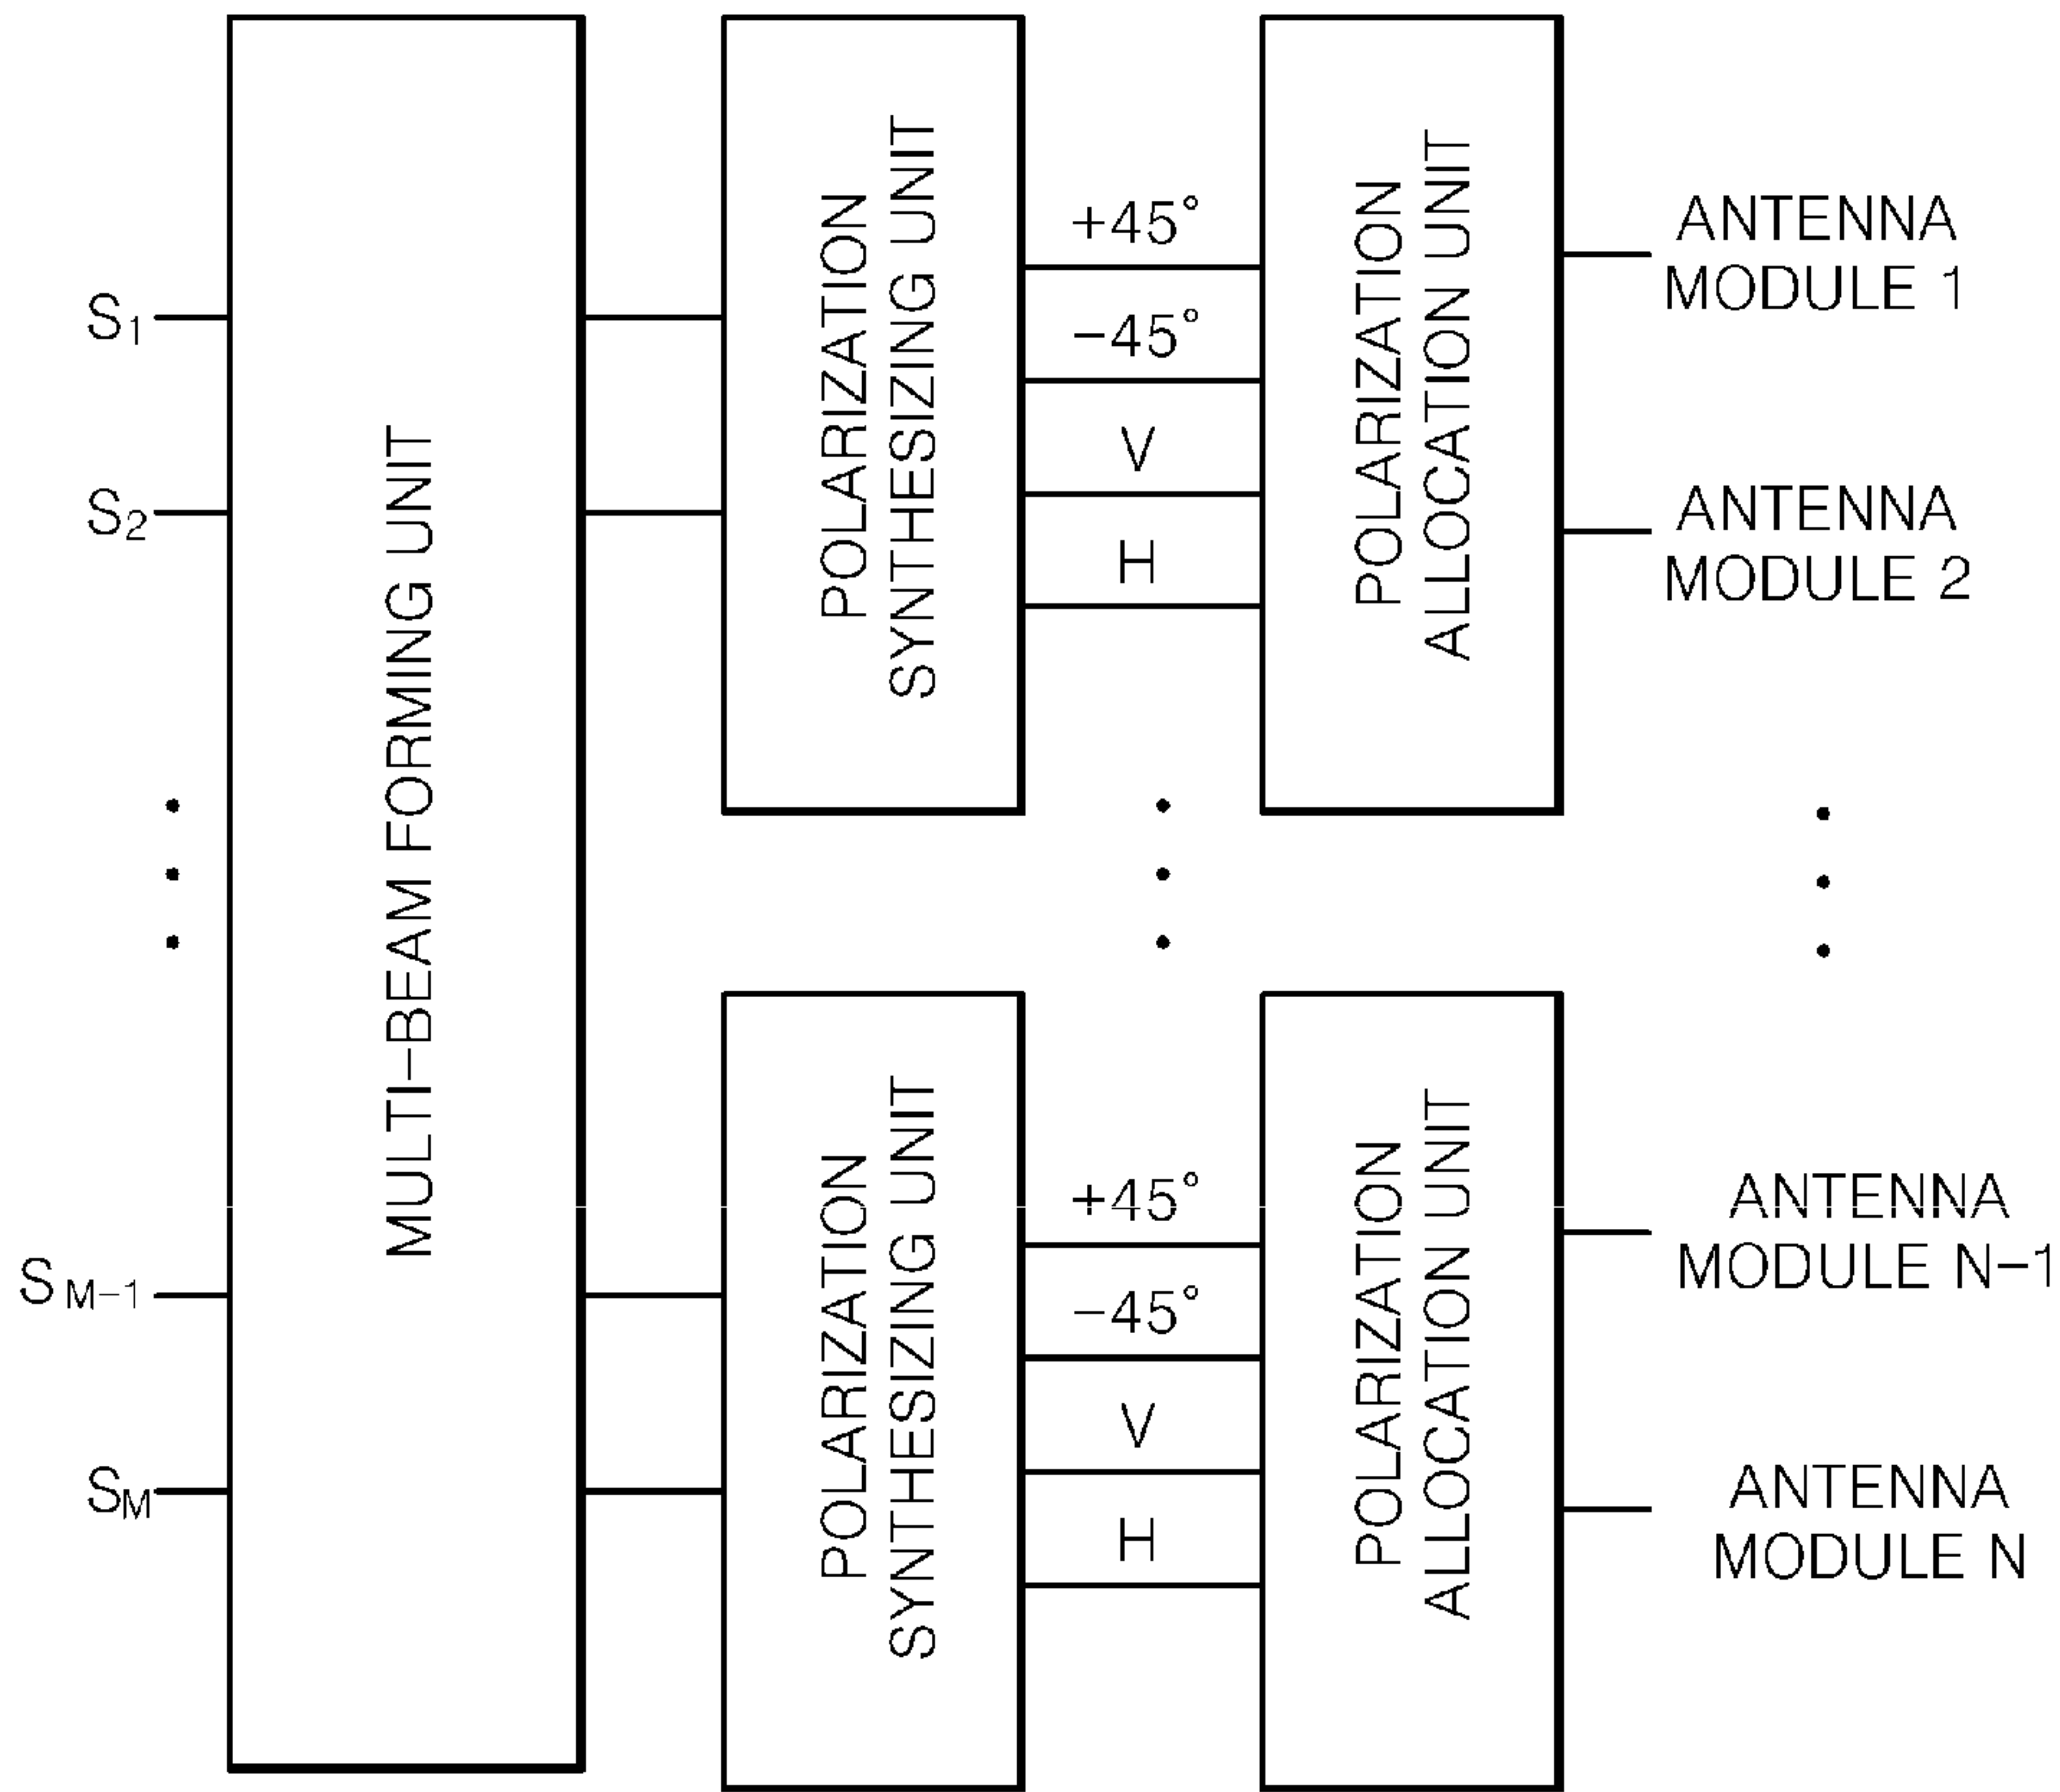 S1
S2
SM-1
SM
MULTI-BEAM FORMING UNIT
POLARIZATION
SYNTHESIZING UNIT
+45°
-45°
V
H
POLARIZATION
ALLOCATION UNIT
ANTENNA
MODULE 1
ANTENNA
MODULE 2
POLARIZATION
SYNTHESIZING UNIT
+45°
-45°
V
H
POLARIZATION
ALLOCATION UNIT
ANTENNA
MODULE N-1
ANTENNA
MODULE N